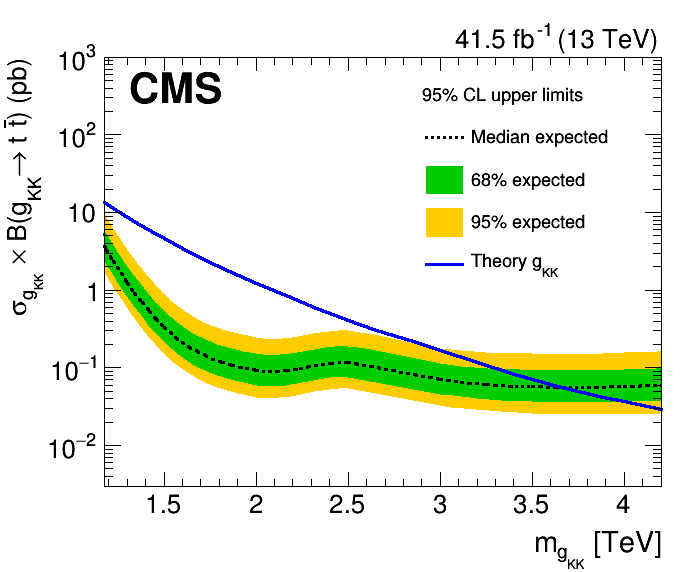 41.5 fb⁻¹ (13 TeV)
CMS
95% CL upper limits
Median expected
68% expected
95% expected
Theory g_KK
σ_g_KK × B(g_KK → t t̄) (pb)
10³
10²
10
1
10⁻¹
10⁻²
1.5 2 2.5 3 3.5 4
m_g_KK [TeV]